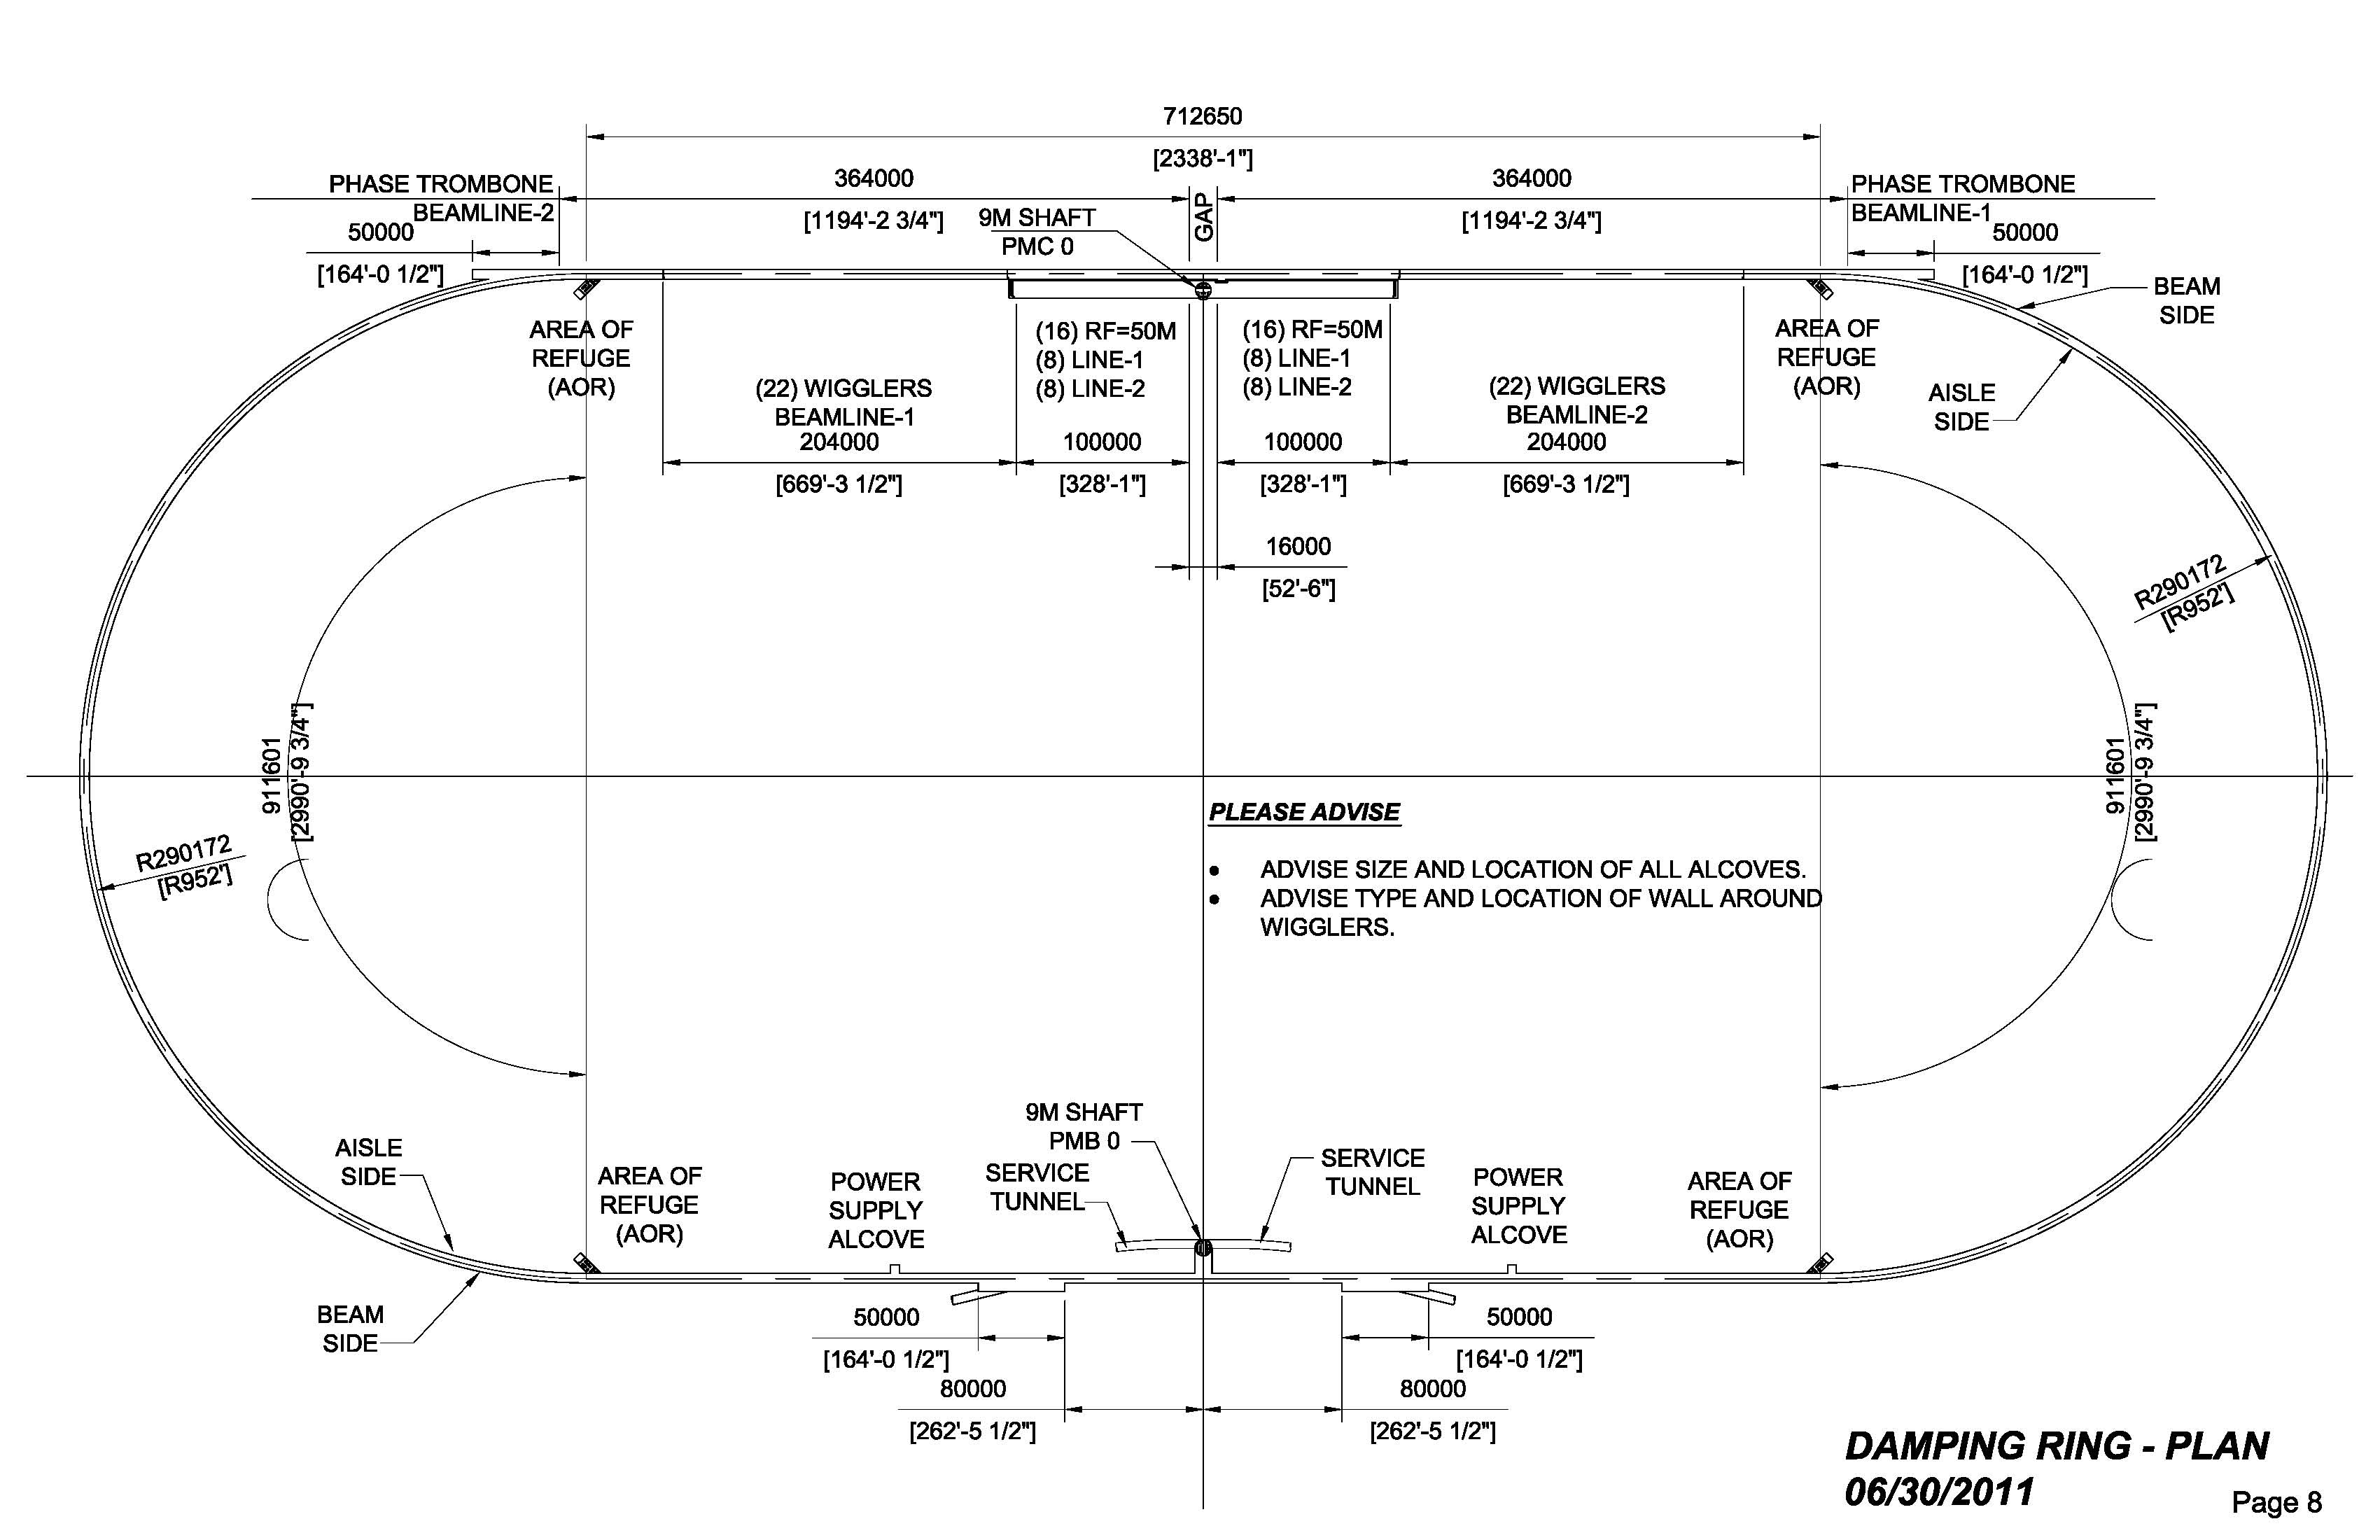 712650
[2338'-1"]
PHASE TROMBONE
BEAMLINE-2
364000
[1194'-2 3/4"]
GAP
364000
[1194'-2 3/4"]
PHASE TROMBONE
BEAMLINE-1
50000
[164'-0 1/2"]
9M SHAFT
PMC 0
50000
[164'-0 1/2"]
BEAM
SIDE
AREA OF
REFUGE
(AOR)
(16) RF=50M
(8) LINE-1
(8) LINE-2
(16) RF=50M
(8) LINE-1
(8) LINE-2
AREA OF
REFUGE
(AOR)
AISLE
SIDE
(22) WIGGLERS
BEAMLINE-1
204000
[669'-3 1/2"]
100000
[328'-1"]
100000
[328'-1"]
(22) WIGGLERS
BEAMLINE-2
204000
[669'-3 1/2"]
16000
[52'-6"]
R290172
[R952']
911601
[2990'-9 3/4"]
911601
[2990'-9 3/4"]
R290172
[R952']
PLEASE ADVISE
• ADVISE SIZE AND LOCATION OF ALL ALCOVES.
• ADVISE TYPE AND LOCATION OF WALL AROUND
WIGGLERS.
AISLE
SIDE
AREA OF
REFUGE
(AOR)
POWER
SUPPLY
ALCOVE
9M SHAFT
PMB 0
SERVICE
TUNNEL
SERVICE
TUNNEL
POWER
SUPPLY
ALCOVE
AREA OF
REFUGE
(AOR)
BEAM
SIDE
50000
[164'-0 1/2"]
50000
[164'-0 1/2"]
80000
[262'-5 1/2"]
80000
[262'-5 1/2"]
DAMPING RING - PLAN
06/30/2011
Page 8